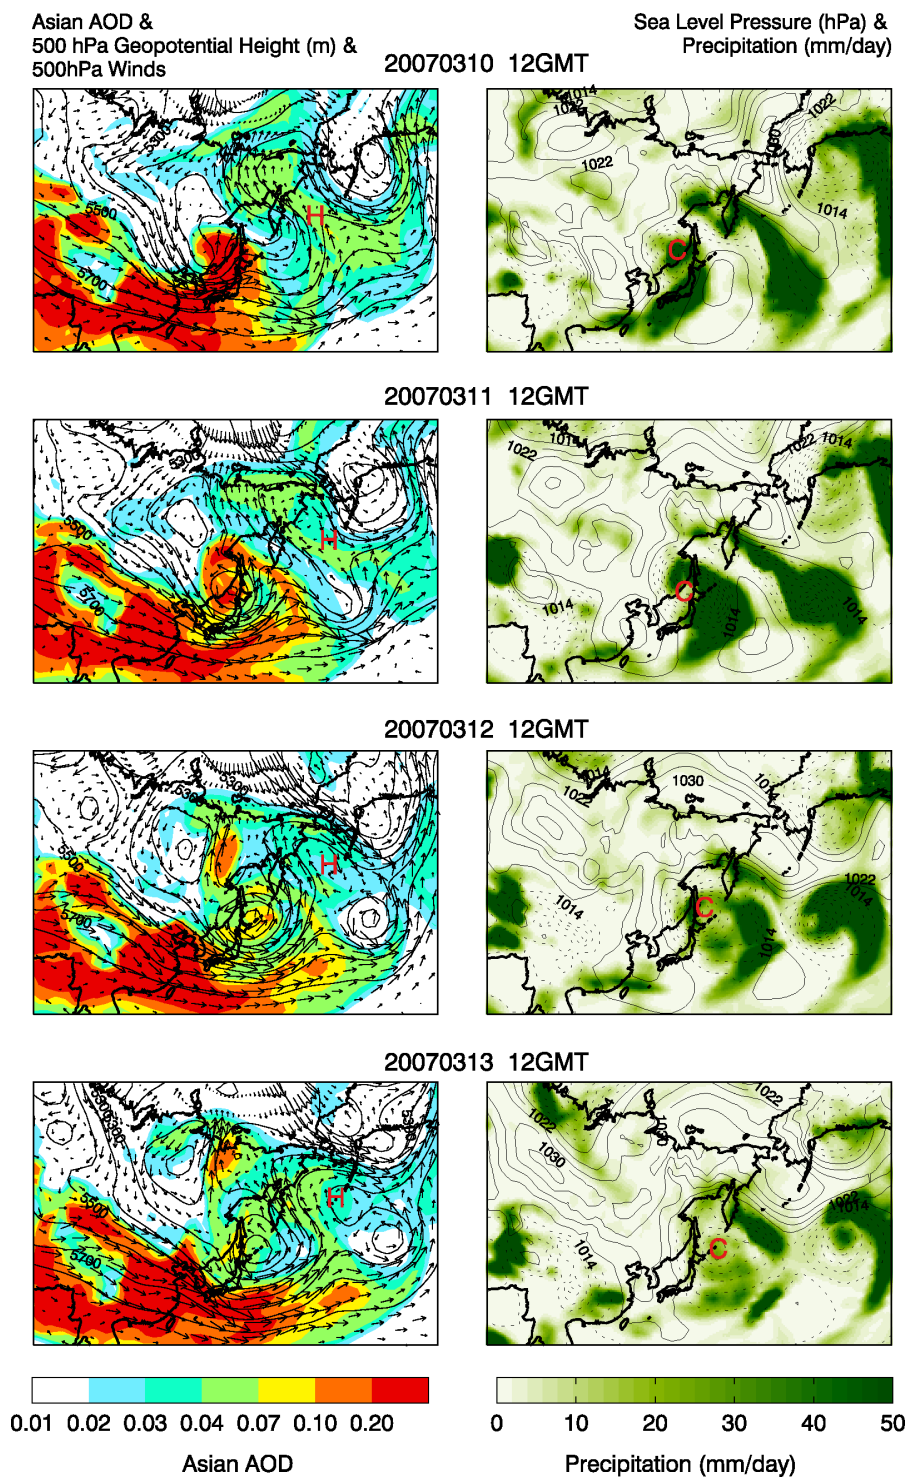 Asian AOD &
500 hPa Geopotential Height (m) &
500hPa Winds
Sea Level Pressure (hPa) &
Precipitation (mm/day)
20070310 12GMT
5500
5700
H
1014
1022
1022
1022
1014
C
20070311 12GMT
5500
5700
H
1014
1022
1022
1014
1014
1014
1014
C
20070312 12GMT
5300
5300
5500
5700
H
1014
1022
1030
1014
1022
1014
1014
1014
C
20070313 12GMT
5300
5500
5700
H
1022
1030
1022
1014
1022
1014
C
0.01 0.02 0.03 0.04 0.07 0.10 0.20
0 10 20 30 40 50
Asian AOD
Precipitation (mm/day)